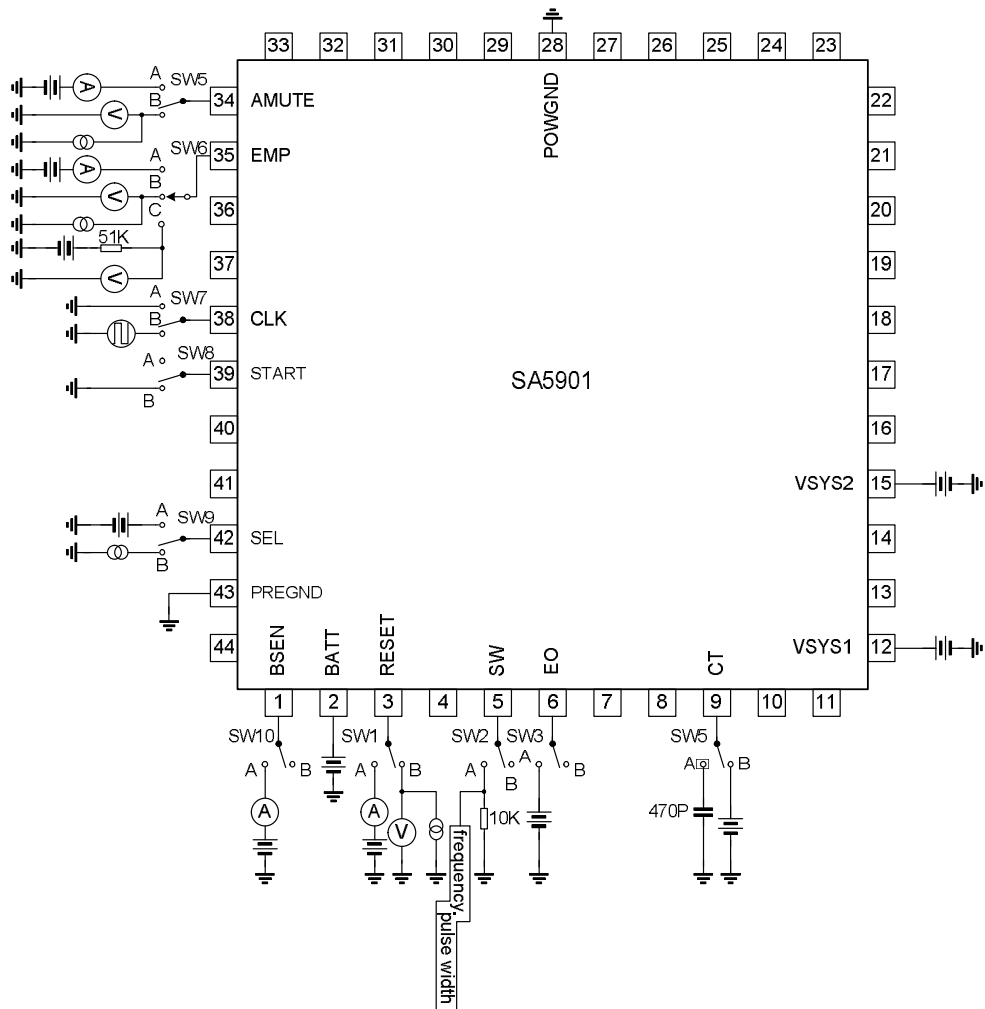 33 32 31 30 29 28 27 26 25 24 23
POWGND
A SW5
B
34 AMUTE
22
A
V
A SW6
B
35 EMP
21
A
V
C
36
20
51K
37
19
V
A SW7
B
38 CLK
18
SW8
A
B
39 START
17
SA5901
40
16
41
VSYS2 15
A SW9
B
42 SEL
14
43 PREGND
13
44
VSYS1 12
BSEN BATT RESET SW EO CT
1 2 3 4 5 6 7 8 9 10 11
SW10 SW1 SW2 SW3 SW5
A B A B A B A B A B
A A V 10K 470P
frequency.
pulse width